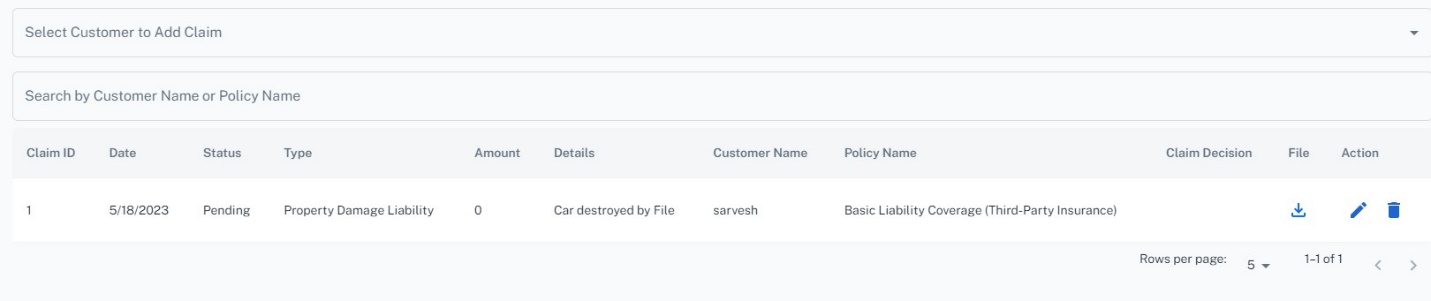 Select Customer to Add Claim
Search by Customer Name or Policy Name
Claim ID Date Status Type Amount Details Customer Name Policy Name Claim Decision File Action
1 5/18/2023 Pending Property Damage Liability 0 Car destroyed by File sarvesh Basic Liability Coverage (Third-Party Insurance)
Rows per page: 5 1–1 of 1